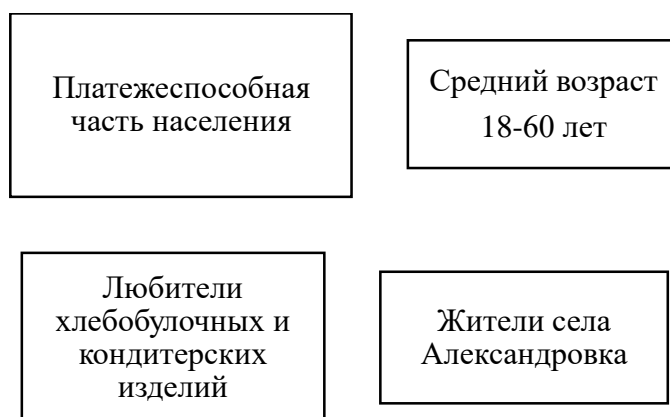 Платежеспособная
часть населения
Средний возраст
18-60 лет
Любители
хлебобулочных и
кондитерских
изделий
Жители села
Александровка